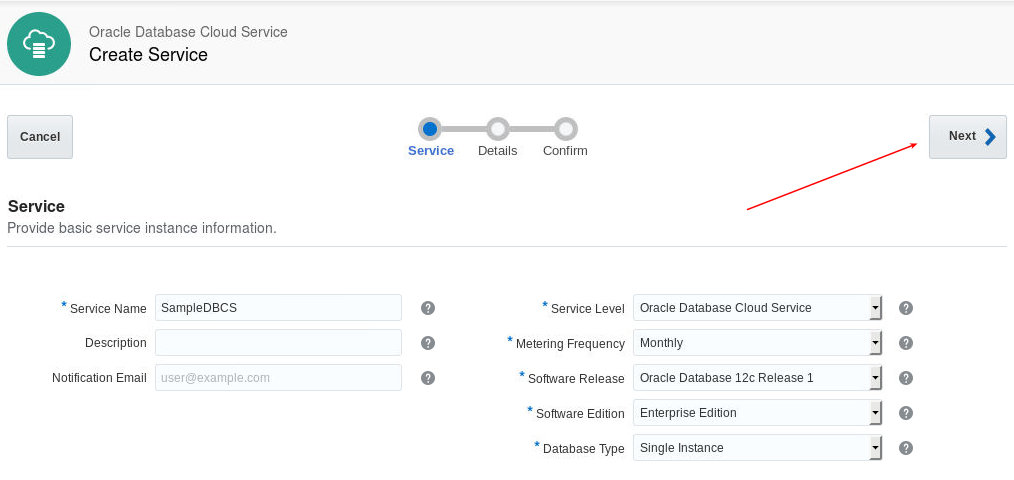 Oracle Database Cloud Service
Create Service
Cancel
Service Details Confirm
Next
Service
Provide basic service instance information.
* Service Name SampleDBCS ?
Description ?
Notification Email user@example.com ?
* Service Level Oracle Database Cloud Service ?
* Metering Frequency Monthly ?
* Software Release Oracle Database 12c Release 1 ?
* Software Edition Enterprise Edition ?
* Database Type Single Instance ?